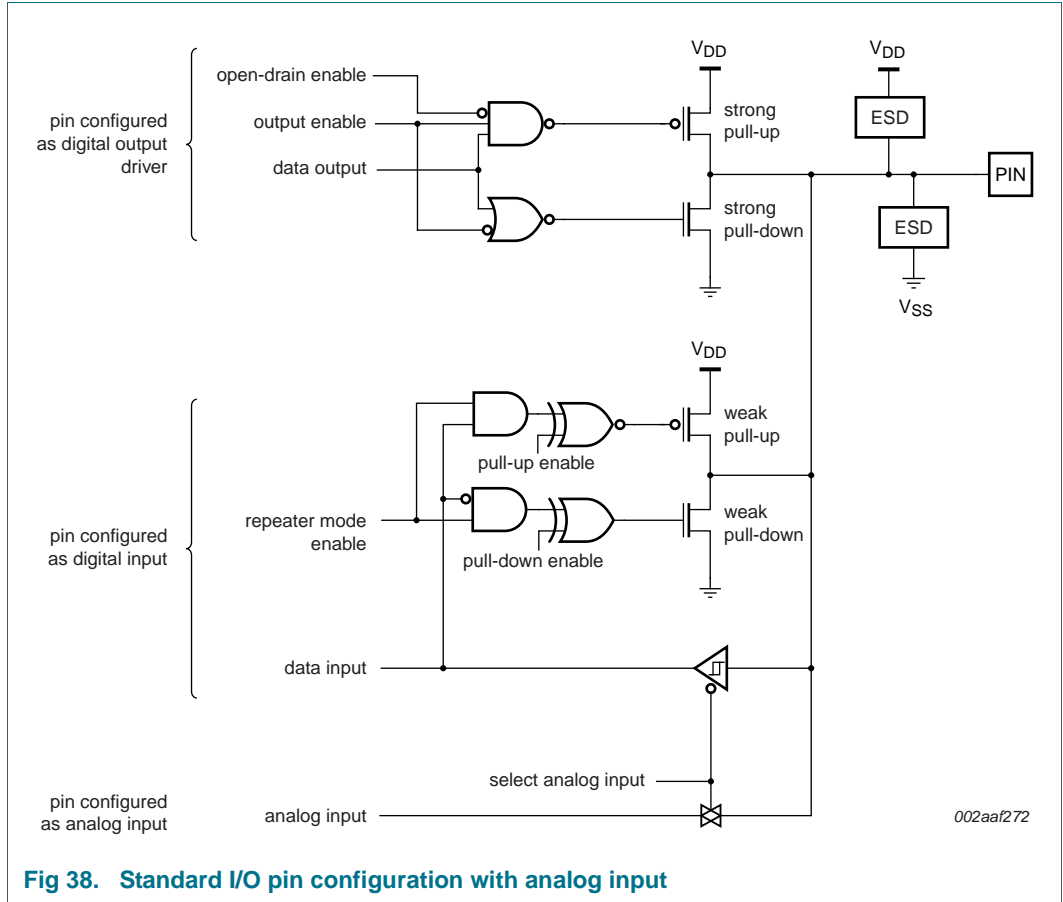 VDD
VDD
open-drain enable
strong
pull-up
ESD
pin configured
as digital output
driver
output enable
data output
PIN
strong
pull-down
ESD
VSS
VDD
weak
pull-up
pull-up enable
pin configured
as digital input
repeater mode
enable
weak
pull-down
pull-down enable
data input
select analog input
pin configured
as analog input
analog input
002aaf272
Fig 38. Standard I/O pin configuration with analog input